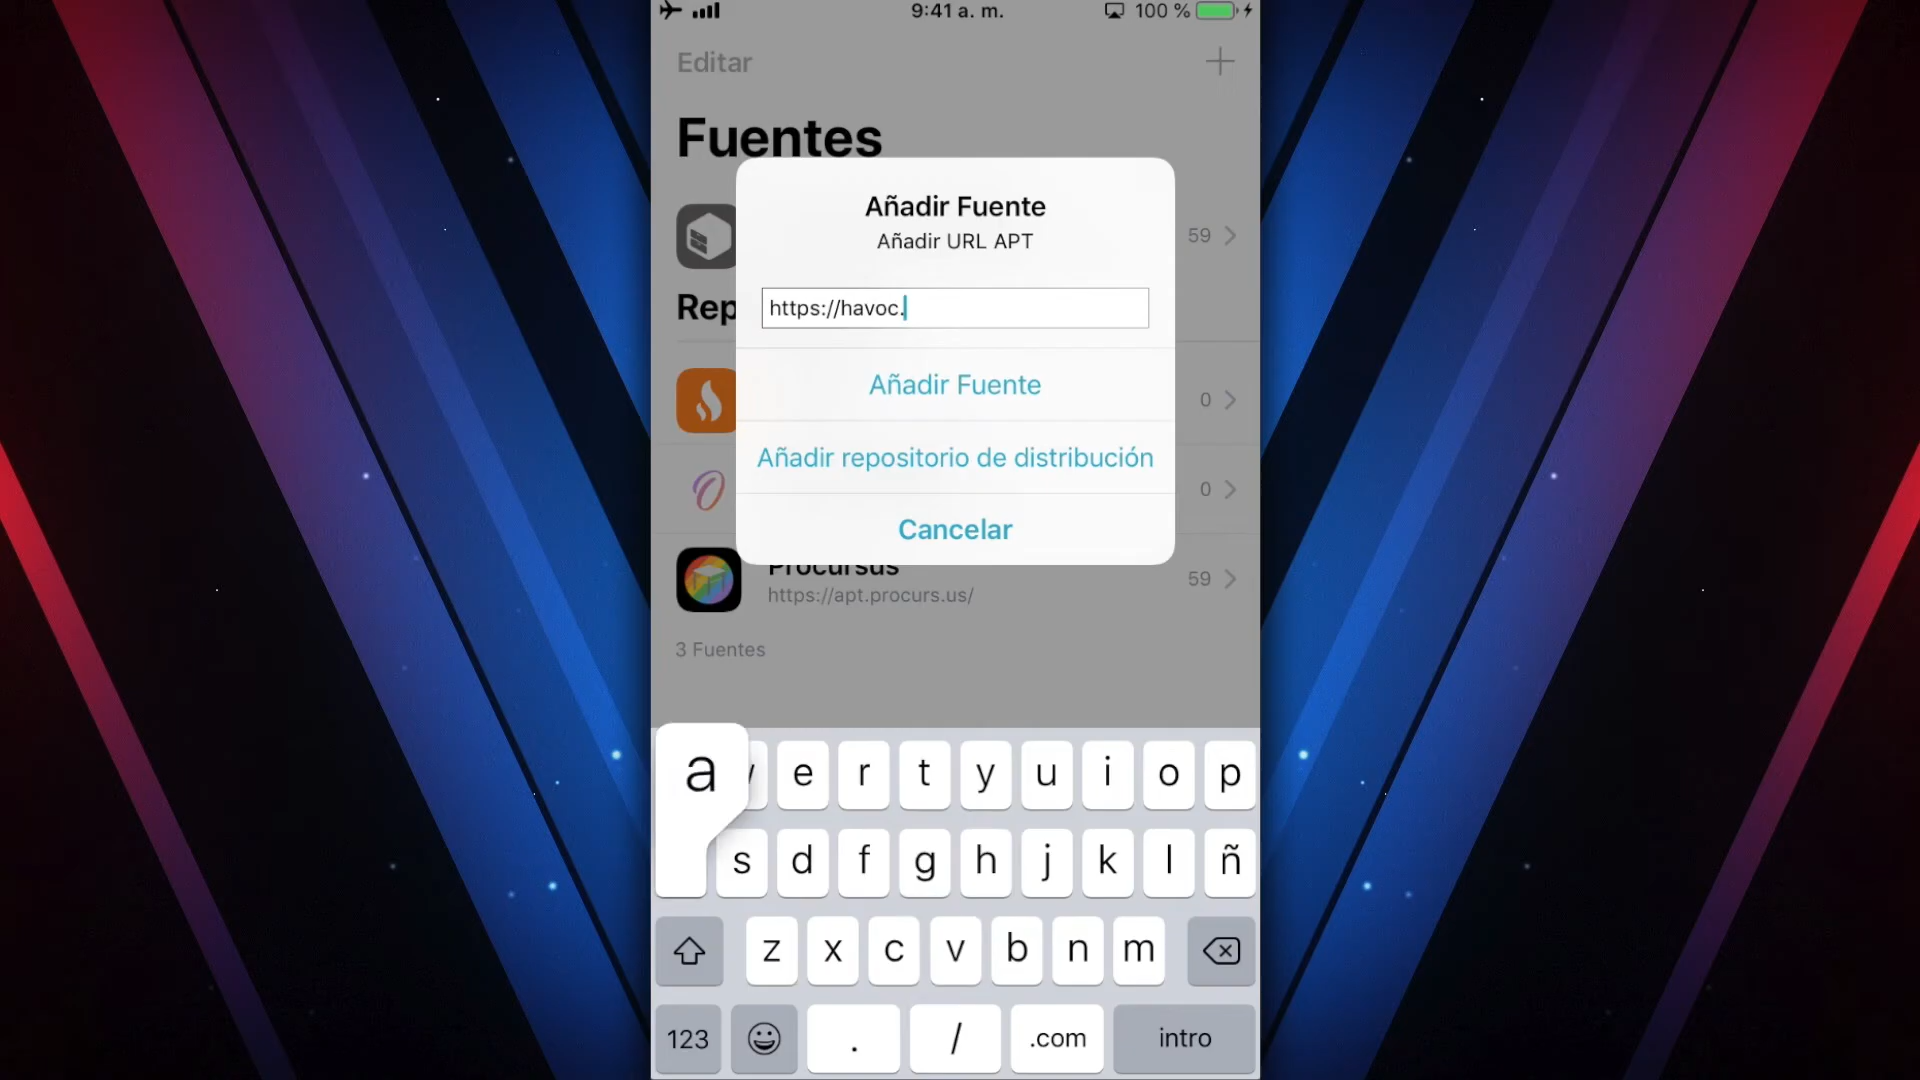 9:41 a. m.
100 %
Editar
Fuentes
Añadir Fuente
Añadir URL APT
59
https://havoc.
Rep
Añadir Fuente
0
Añadir repositorio de distribución
0
Cancelar
Procursus
https://apt.procurs.us/
59
3 Fuentes
a
e r t y u i o p
s d f g h j k l ñ
z x c v b n m
123 . / .com intro